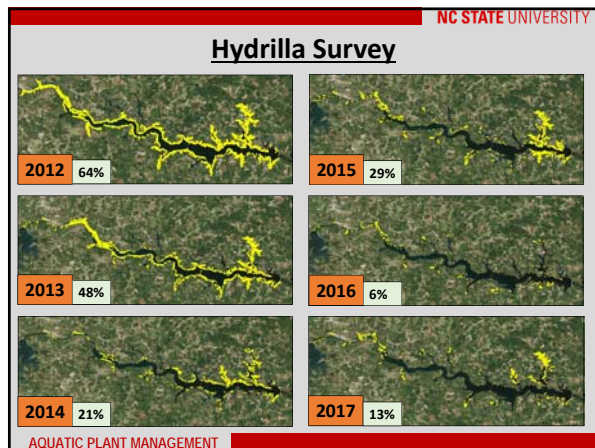 NC STATE UNIVERSITY
Hydrilla Survey
2012 64%
2013 48%
2014 21%
2015 29%
2016 6%
2017 13%
AQUATIC PLANT MANAGEMENT